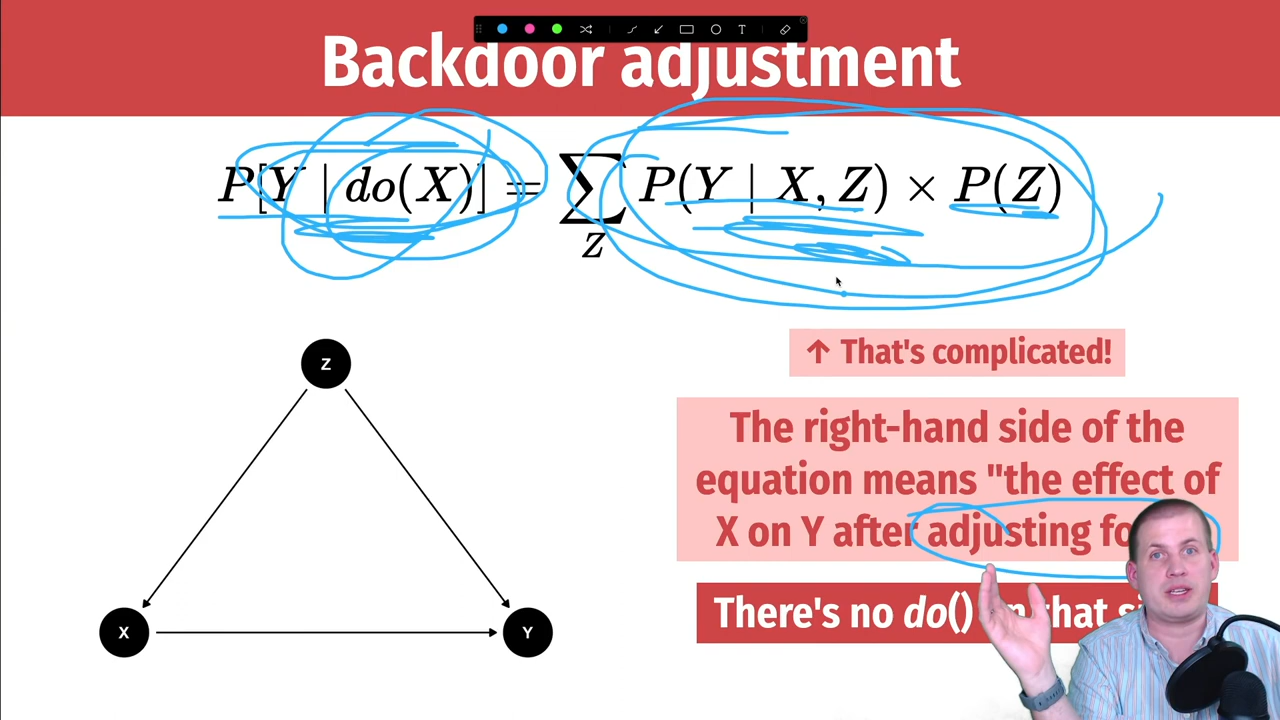 Backdoor adjustment
P[Y | do(X)] = ∑ P(Y | X, Z) × P(Z)
Z
↑ That's complicated!
The right-hand side of the
equation means "the effect of
X on Y after adjusting
There's no do() that
Z
X
Y
T